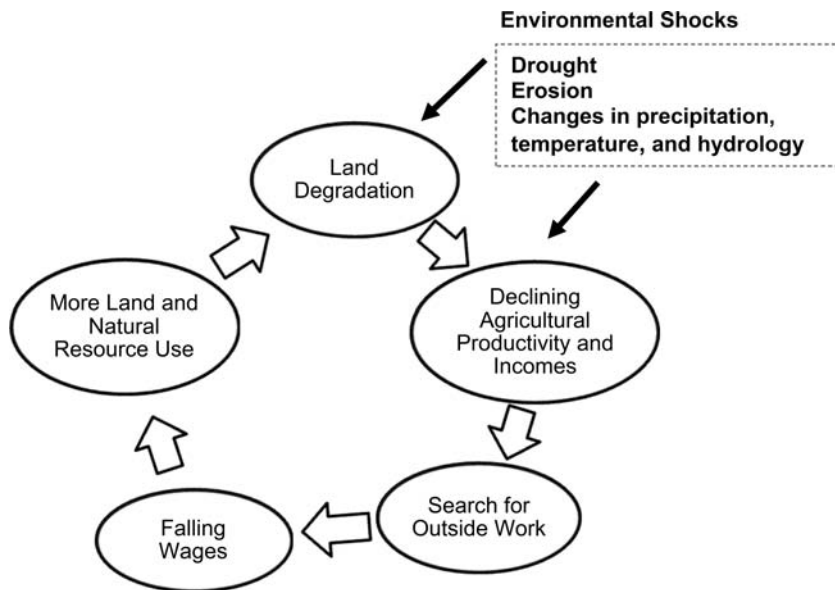 Environmental Shocks
Drought
Erosion
Changes in precipitation,
temperature, and hydrology
Land
Degradation
Declining
Agricultural
Productivity and
Incomes
Search for
Outside Work
Falling
Wages
More Land and
Natural
Resource Use